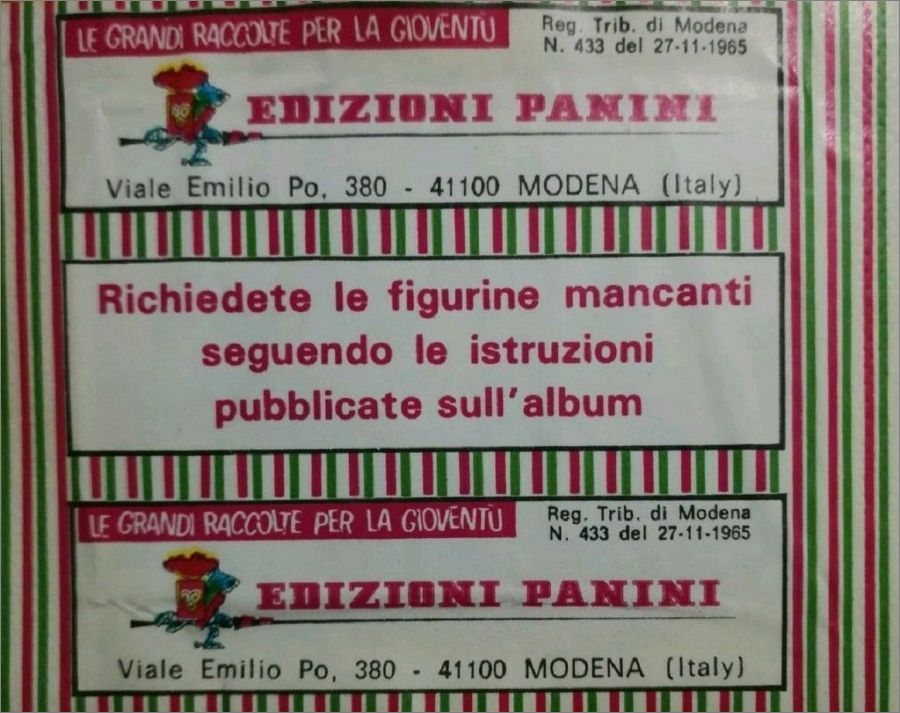 LE GRANDI RACCOLTE PER LA GIOVENTÙ
Reg. Trib. di Modena
N. 433 del 27-11-1965
EDIZIONI PANINI
Viale Emilio Po, 380 - 41100 MODENA (Italy)
Richiedete le figurine mancanti
seguendo le istruzioni
pubblicate sull'album
LE GRANDI RACCOLTE PER LA GIOVENTÙ
Reg. Trib. di Modena
N. 433 del 27-11-1965
EDIZIONI PANINI
Viale Emilio Po, 380 - 41100 MODENA (Italy)